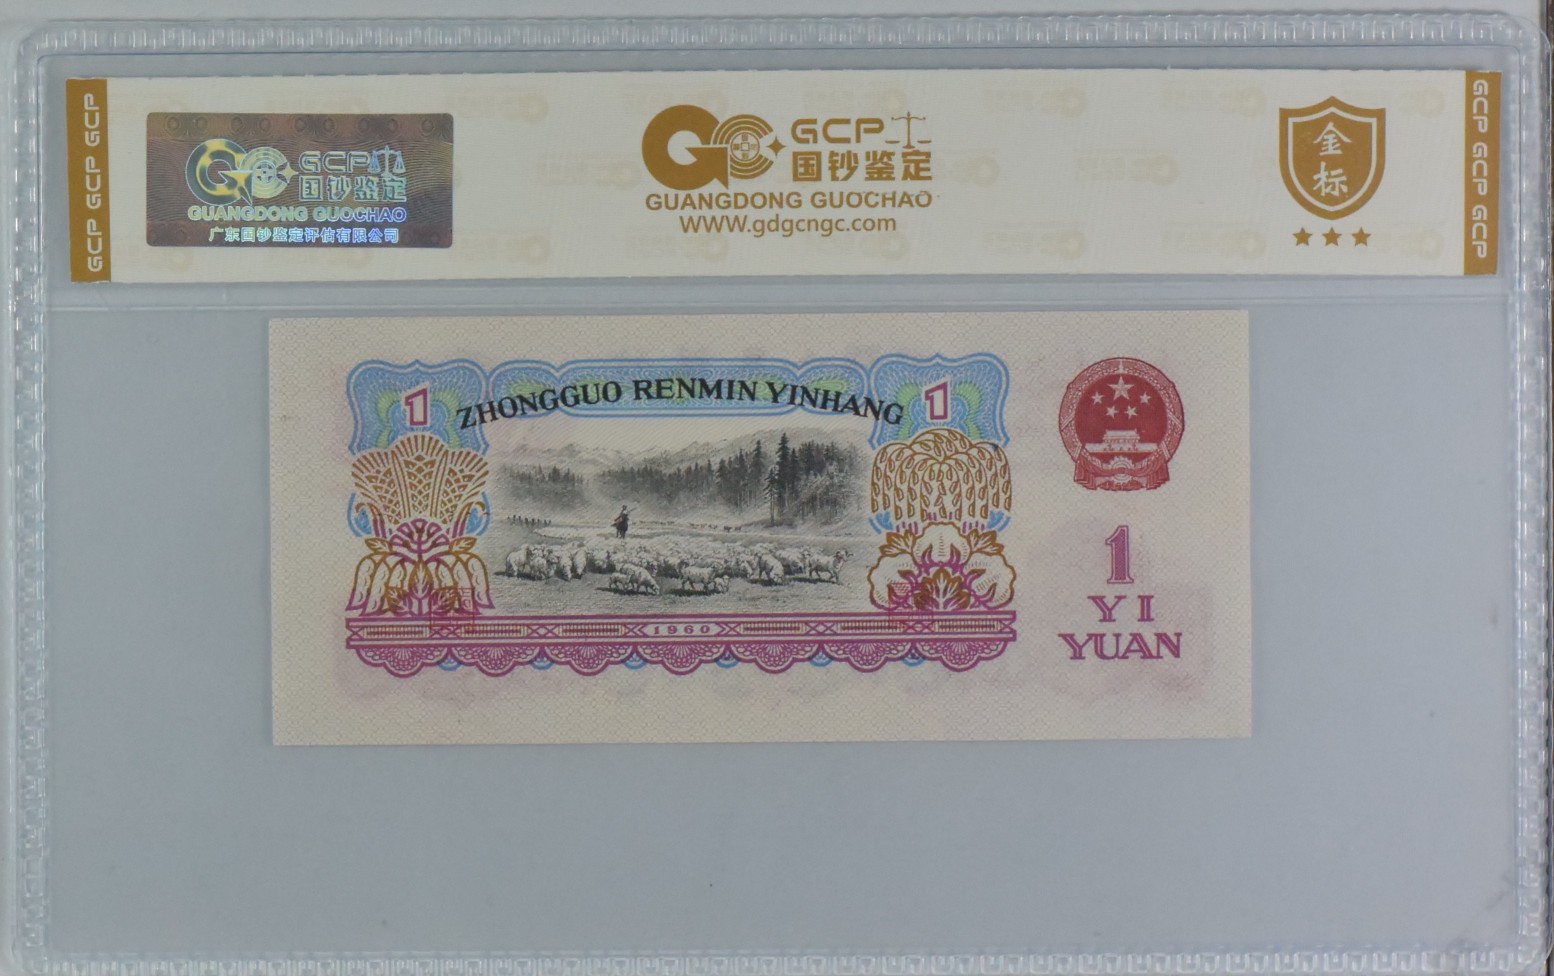 GCP GCP GCP
GCP
国钞鉴定
GUANGDONG GUOCHAO
广东国钞鉴定评估有限公司
GCP
国钞鉴定
GUANGDONG GUOCHAO
WWW.gdgcngc.com
金标
GCP GCP GCP
1
ZHONGGUO RENMIN YINHANG
1
1960
1
YI
YUAN